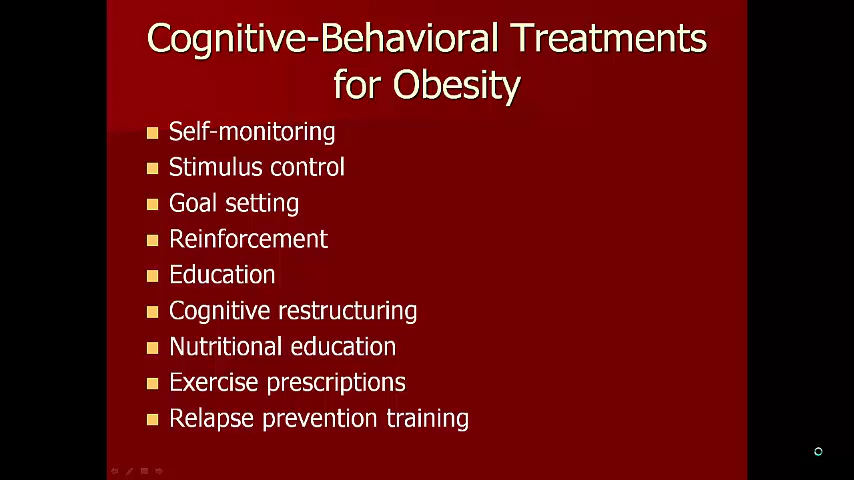 Cognitive-Behavioral Treatments
for Obesity
Self-monitoring
Stimulus control
Goal setting
Reinforcement
Education
Cognitive restructuring
Nutritional education
Exercise prescriptions
Relapse prevention training